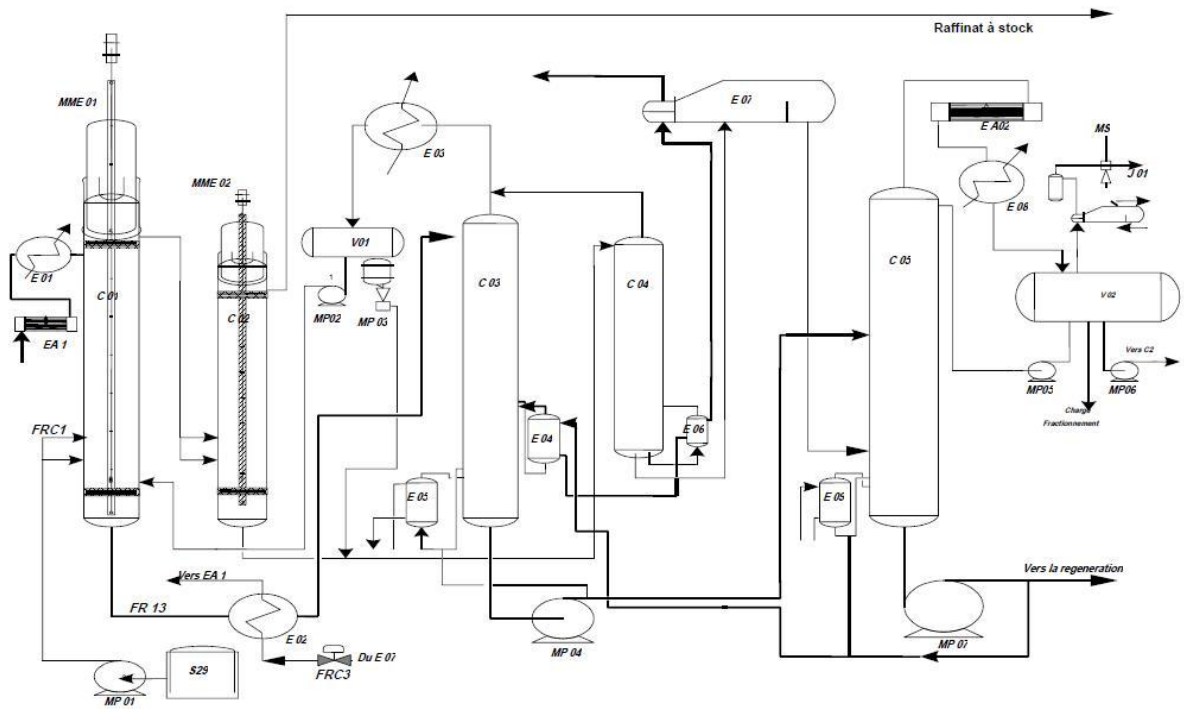 Raffinat à stock
MME 01
E 07
E A02
MS
E 03
J 01
MME 02
E 08
V01
C 05
E 01
C 01
C 03
C 04
V 02
C 02
MP02
MP 03
EA 1
Vers C2
MP05
MP06
Charge
Fractionnement
FRC1
E 04
E 06
E 05
E 05
Vers EA 1
Vers la regeneration
FR 13
E 02
MP 04
MP 07
Du E 07
S29
FRC3
MP 01